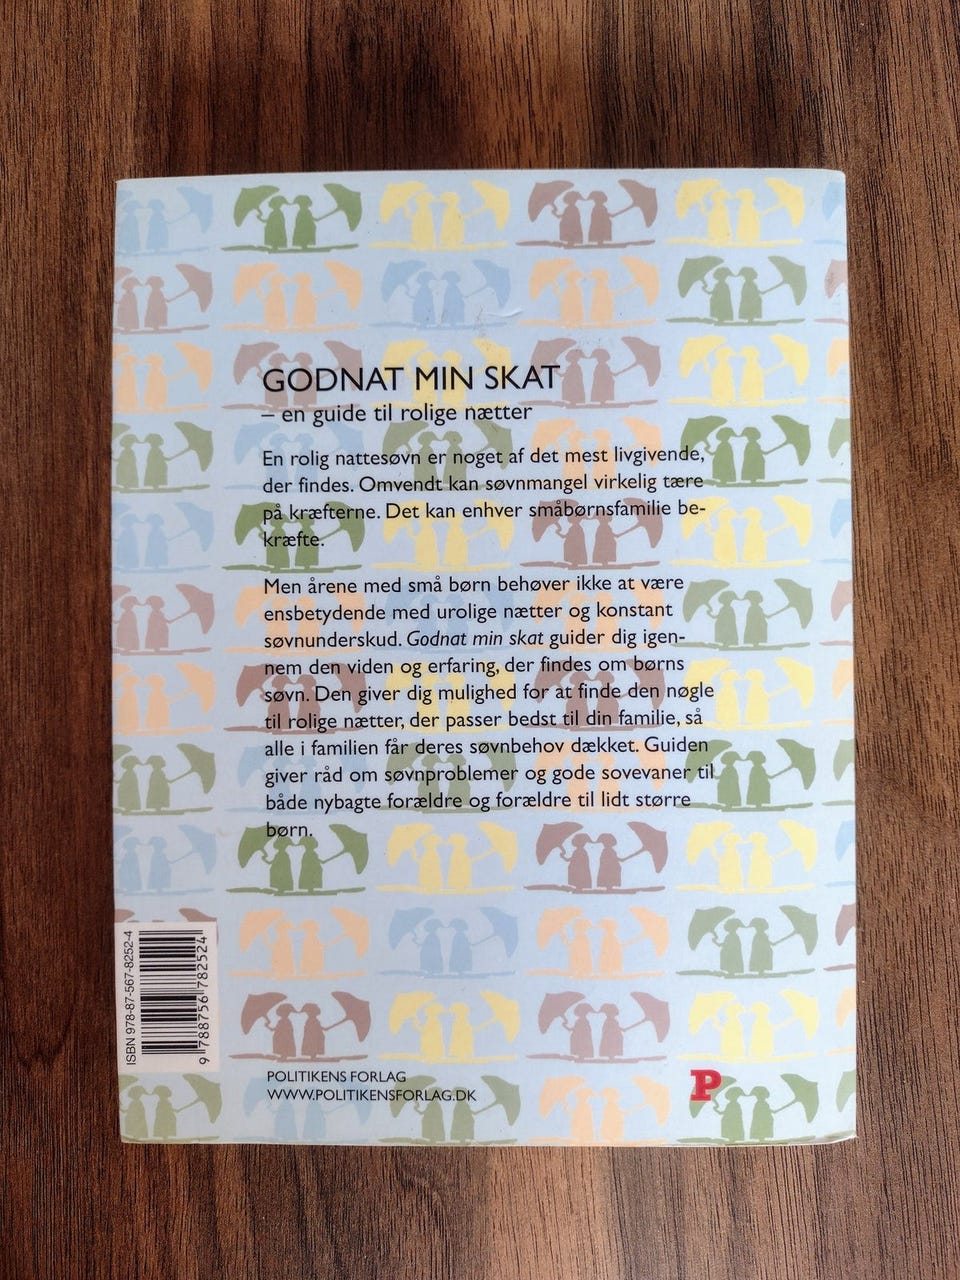 GODNAT MIN SKAT
– en guide til rolige nætter
En rolig nattesøvn er noget af det mest livgivende,
der findes. Omvendt kan søvnmangel virkelig tære
på kræfterne. Det kan enhver småbørnsfamilie be-
kræfte.
Men årene med små børn behøver ikke at være
ensbetydende med urolige nætter og konstant
søvnunderskud. Godnat min skat guider dig igen-
nem den viden og erfaring, der findes om børns
søvn. Den giver dig mulighed for at finde den nøgle
til rolige nætter, der passer bedst til din familie, så
alle i familien får deres søvnbehov dækket. Guiden
giver råd om søvnproblemer og gode sovevaner til
både nybagte forældre og forældre til lidt større
børn.
ISBN 978-87-567-8252-4
9 788756 782524
POLITIKENS FORLAG
WWW.POLITIKENSFORLAG.DK
P